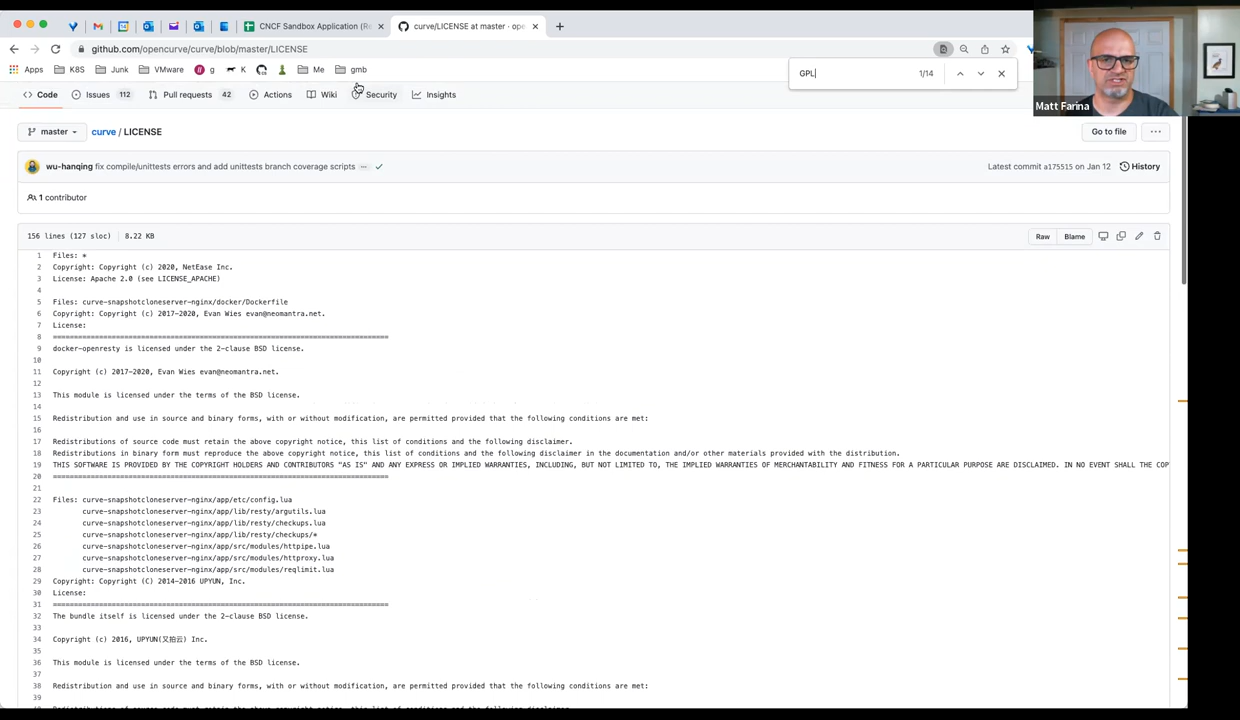 CNCF Sandbox Application (Re
curve/LICENSE at master · ope
github.com/opencurve/curve/blob/master/LICENSE
Apps
K8S
Junk
VMware
g
K
Me
gmb
GPL
1/14
Matt Farina
Code
Issues 112
Pull requests 42
Actions
Wiki
Security
Insights
master
curve / LICENSE
Go to file
wu-hanqing fix compile/unittests errors and add unittests branch coverage scripts
Latest commit a175515 on Jan 12
History
1 contributor
156 lines (127 sloc) 8.22 KB
Raw
Blame
1 Files: *
2 Copyright: Copyright (c) 2020, NetEase Inc.
3 License: Apache 2.0 (see LICENSE_APACHE)
4
5 Files: curve-snapshotcloneserver-nginx/docker/Dockerfile
6 Copyright: Copyright (c) 2017-2020, Evan Wies evan@neomantra.net.
7 License:
8 ================================================================================
9 docker-openresty is licensed under the 2-clause BSD license.
10
11 Copyright (c) 2017-2020, Evan Wies evan@neomantra.net.
12
13 This module is licensed under the terms of the BSD license.
14
15 Redistribution and use in source and binary forms, with or without modification, are permitted provided that the following conditions are met:
16
17 Redistributions of source code must retain the above copyright notice, this list of conditions and the following disclaimer.
18 Redistributions in binary form must reproduce the above copyright notice, this list of conditions and the following disclaimer in the documentation and/or other materials provided with the distribution.
19 THIS SOFTWARE IS PROVIDED BY THE COPYRIGHT HOLDERS AND CONTRIBUTORS "AS IS" AND ANY EXPRESS OR IMPLIED WARRANTIES, INCLUDING, BUT NOT LIMITED TO, THE IMPLIED WARRANTIES OF MERCHANTABILITY AND FITNESS FOR A PARTICULAR PURPOSE ARE DISCLAIMED. IN NO EVENT SHALL THE COP
20 ================================================================================
21
22 Files: curve-snapshotcloneserver-nginx/app/etc/config.lua
23 curve-snapshotcloneserver-nginx/app/lib/resty/argutils.lua
24 curve-snapshotcloneserver-nginx/app/lib/resty/checkups.lua
25 curve-snapshotcloneserver-nginx/app/lib/resty/checkups/*
26 curve-snapshotcloneserver-nginx/app/src/modules/httpipe.lua
27 curve-snapshotcloneserver-nginx/app/src/modules/httproxy.lua
28 curve-snapshotcloneserver-nginx/app/src/modules/reqlimit.lua
29 Copyright: Copyright (C) 2014-2016 UPYUN, Inc.
30 License:
31 ================================================================================
32 The bundle itself is licensed under the 2-clause BSD license.
33
34 Copyright (c) 2016, UPYUN(又拍云) Inc.
35
36 This module is licensed under the terms of the BSD license.
37
38 Redistribution and use in source and binary forms, with or without modification, are permitted provided that the following conditions are met:
39